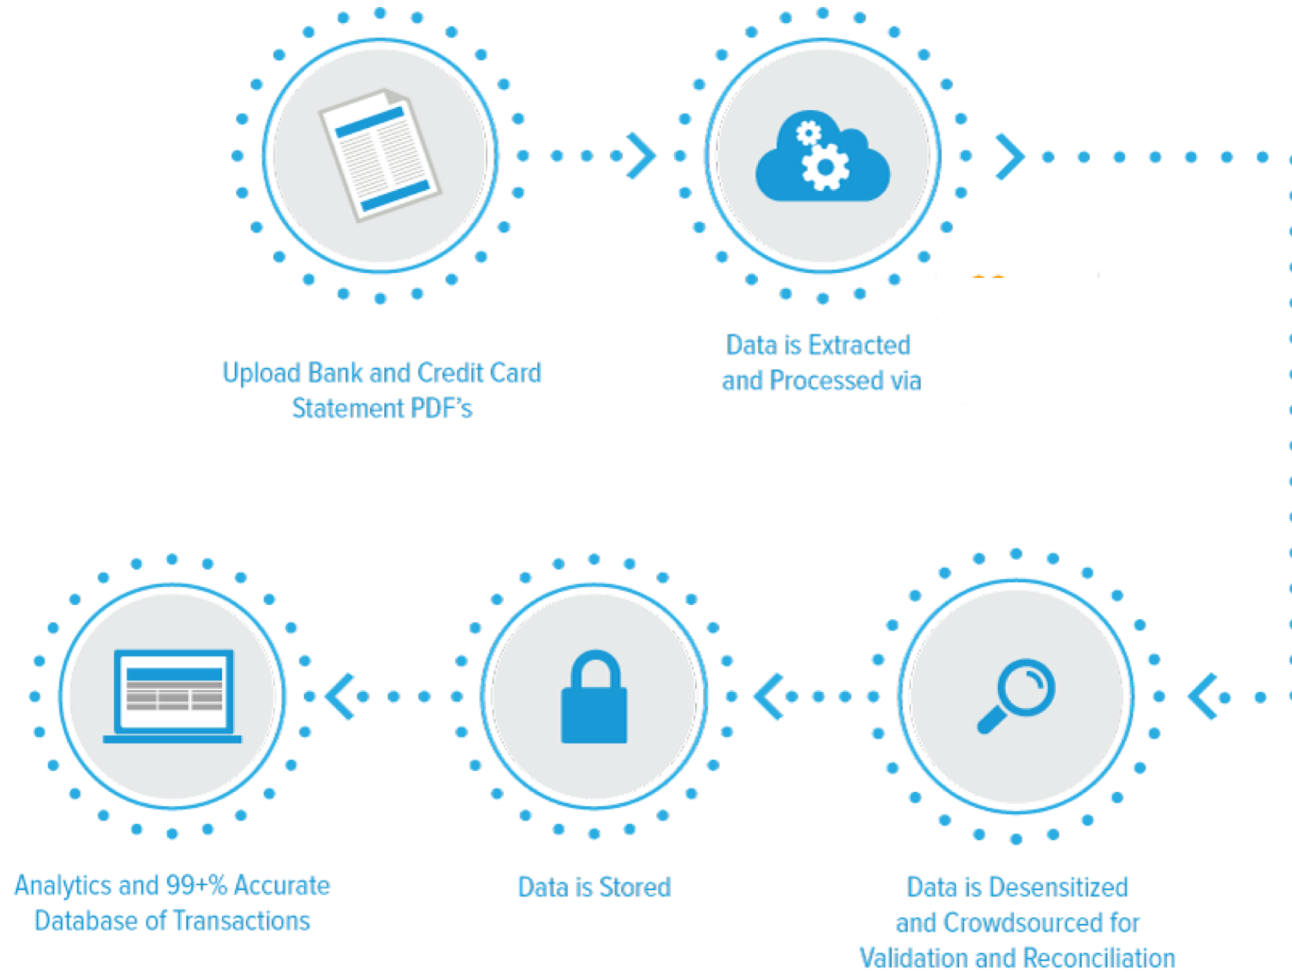 Upload Bank and Credit Card
Statement PDF's
Data is Extracted
and Processed via
Data is Desensitized
and Crowdsourced for
Validation and Reconciliation
Data is Stored
Analytics and 99+% Accurate
Database of Transactions